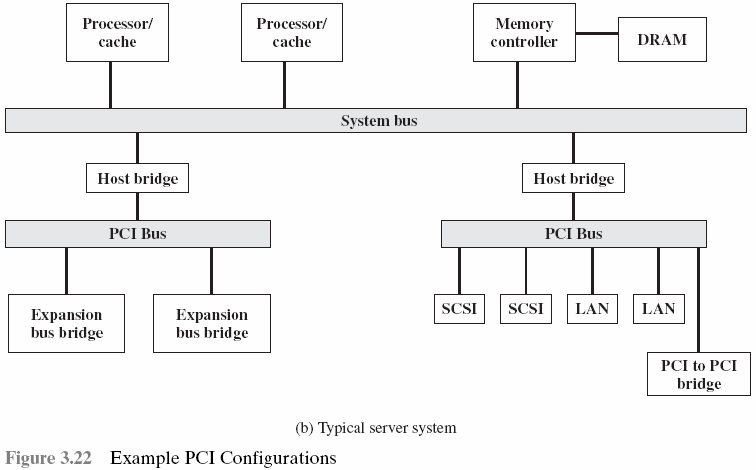 Processor/
cache
Processor/
cache
Memory
controller
DRAM
System bus
Host bridge
Host bridge
PCI Bus
PCI Bus
Expansion
bus bridge
Expansion
bus bridge
SCSI
SCSI
LAN
LAN
PCI to PCI
bridge
(b) Typical server system
Figure 3.22 Example PCI Configurations